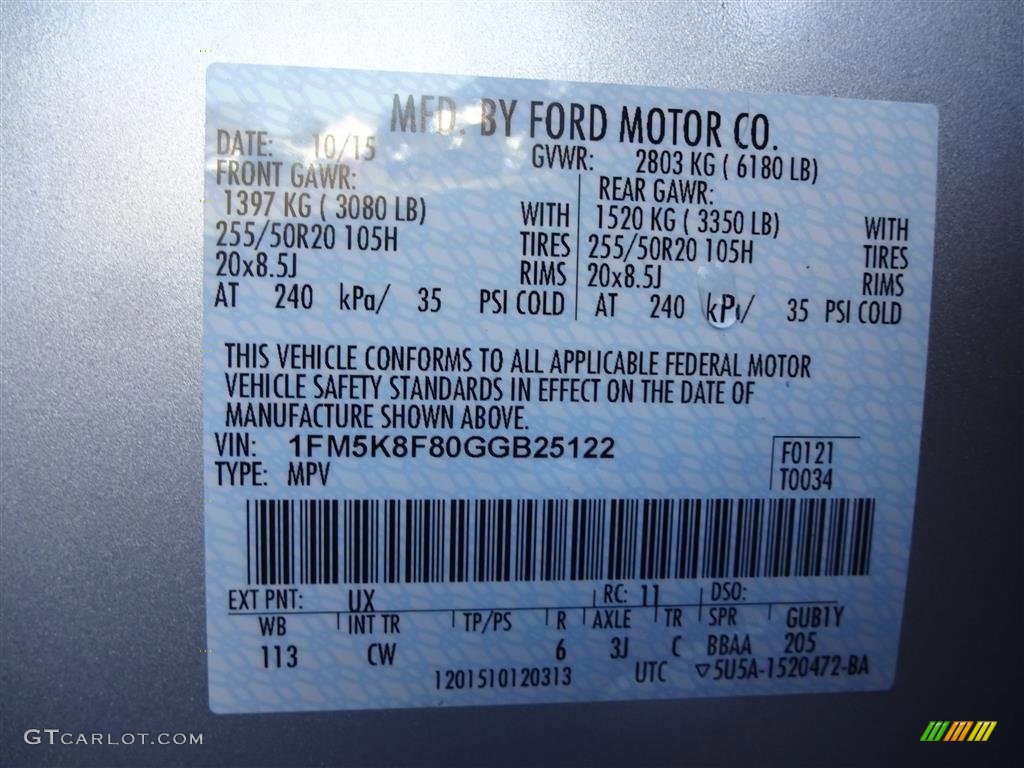 MFD. BY FORD MOTOR CO.
DATE: 10/15 GVWR: 2803 KG ( 6180 LB)
FRONT GAWR: REAR GAWR:
1397 KG ( 3080 LB) WITH 1520 KG ( 3350 LB) WITH
255/50R20 105H TIRES 255/50R20 105H TIRES
20x8.5J RIMS 20x8.5J RIMS
AT 240 kPa/ 35 PSI COLD AT 240 kPa/ 35 PSI COLD
THIS VEHICLE CONFORMS TO ALL APPLICABLE FEDERAL MOTOR
VEHICLE SAFETY STANDARDS IN EFFECT ON THE DATE OF
MANUFACTURE SHOWN ABOVE.
VIN: 1FM5K8F80GGB25122 F0121
TYPE: MPV T0034
EXT PNT: UX RC: 11 DSO:
WB INT TR TP/PS R AXLE TR SPR GUB1Y
113 CW 6 3J C BBAA 205
1201510120313 UTC ▽5U5A-1520472-BA
GTCARLOT.COM